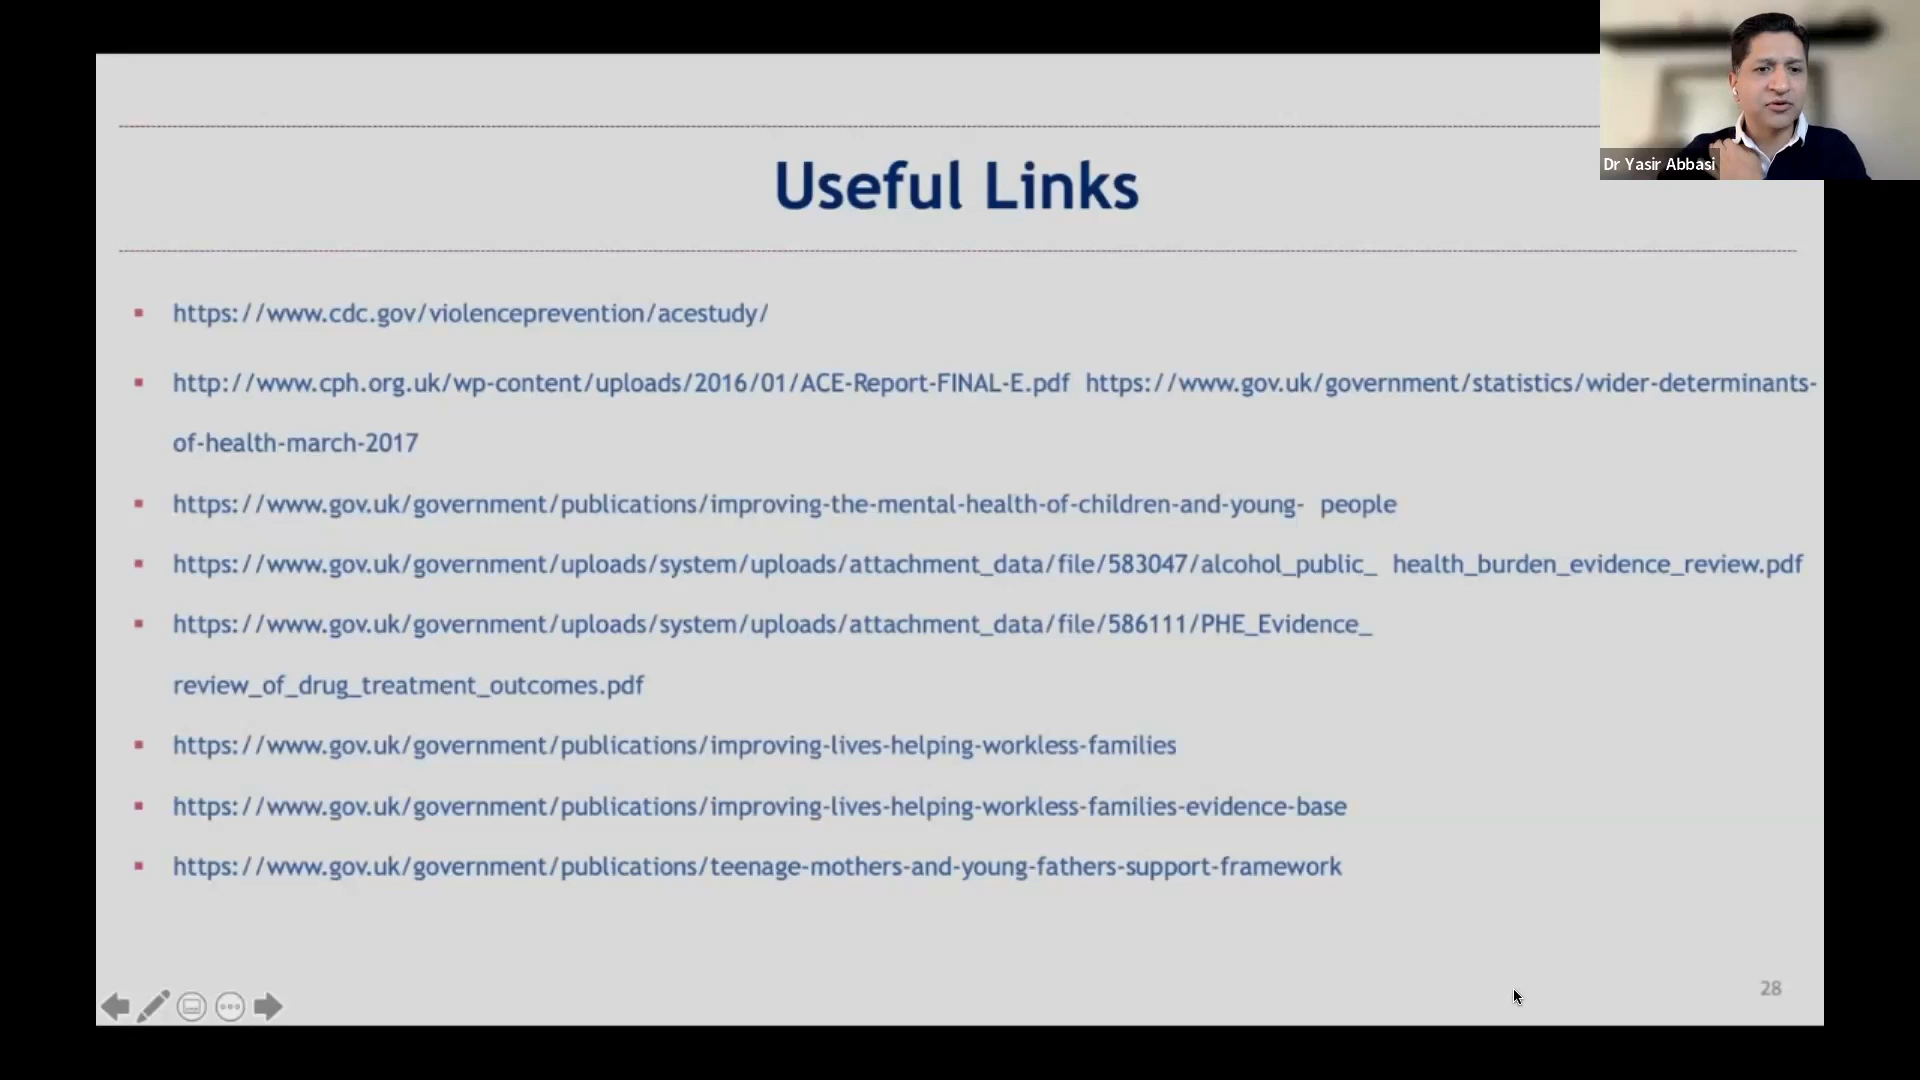 Dr Yasir Abbasi
Useful Links
https://www.cdc.gov/violenceprevention/acestudy/
http://www.cph.org.uk/wp-content/uploads/2016/01/ACE-Report-FINAL-E.pdf https://www.gov.uk/government/statistics/wider-determinants-
of-health-march-2017
https://www.gov.uk/government/publications/improving-the-mental-health-of-children-and-young- people
https://www.gov.uk/government/uploads/system/uploads/attachment_data/file/583047/alcohol_public_ health_burden_evidence_review.pdf
https://www.gov.uk/government/uploads/system/uploads/attachment_data/file/586111/PHE_Evidence_
review_of_drug_treatment_outcomes.pdf
https://www.gov.uk/government/publications/improving-lives-helping-workless-families
https://www.gov.uk/government/publications/improving-lives-helping-workless-families-evidence-base
https://www.gov.uk/government/publications/teenage-mothers-and-young-fathers-support-framework
28